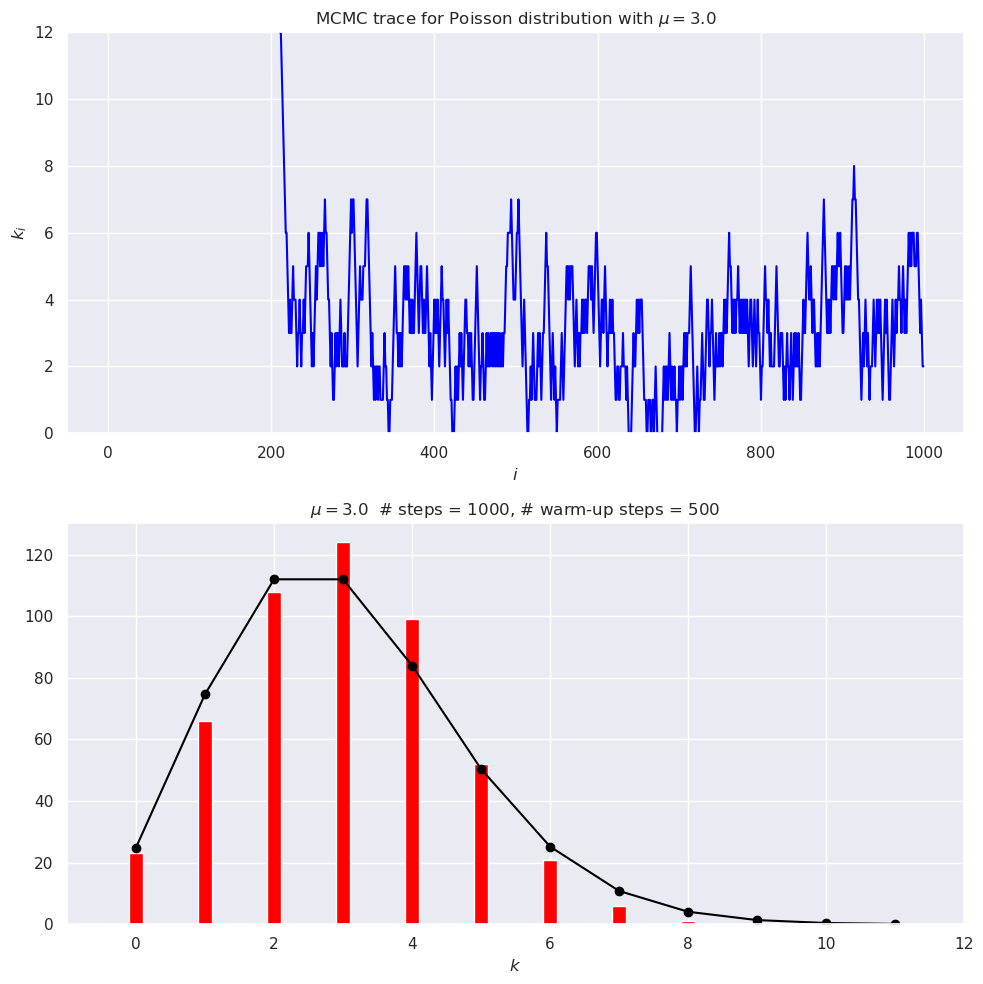 MCMC trace for Poisson distribution with μ = 3.0
12
10
8
6
4
2
0
k_i
0 200 400 600 800 1000
i
μ = 3.0 # steps = 1000, # warm-up steps = 500
120
100
80
60
40
20
0
0 2 4 6 8 10 12
k